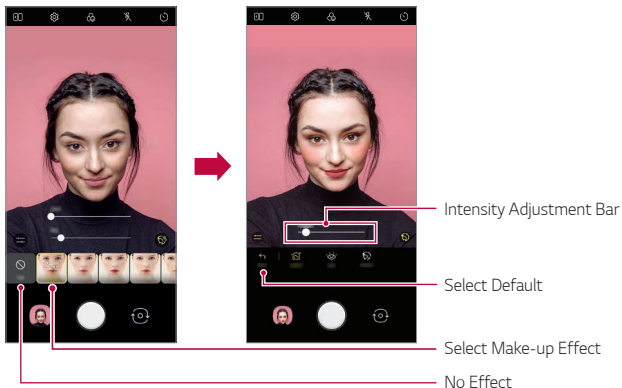 Intensity Adjustment Bar
Select Default
Select Make-up Effect
No Effect